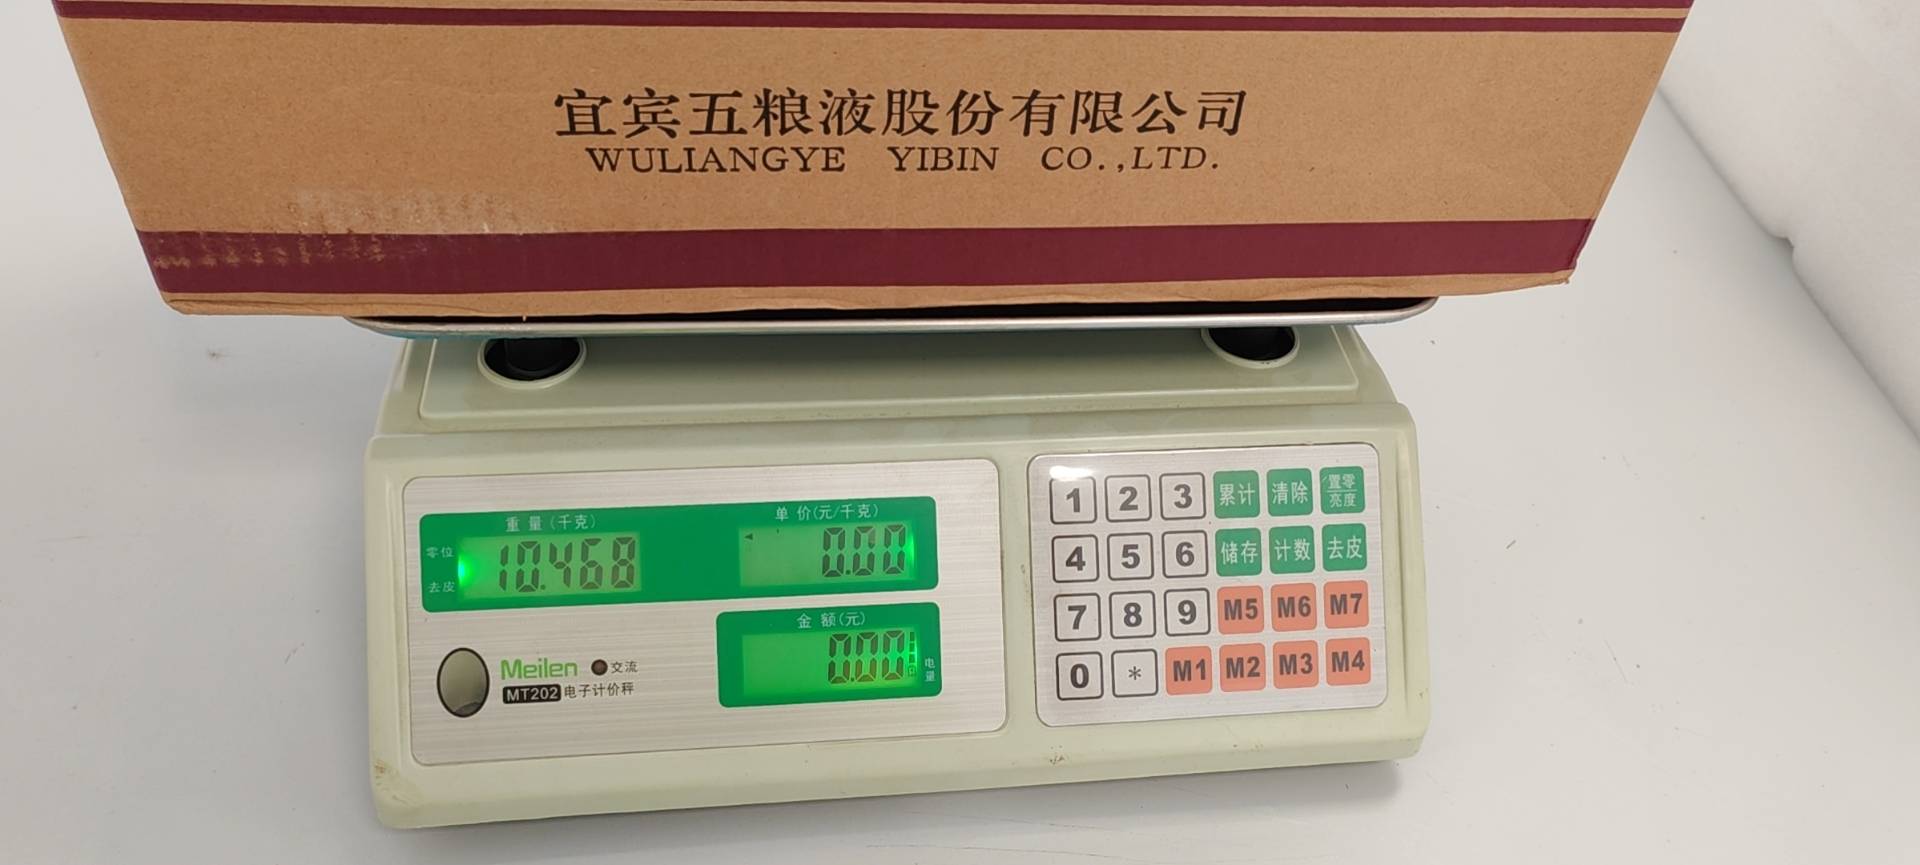 宜宾五粮液股份有限公司
WULIANGYE YIBIN CO.,LTD.
重量(千克)
单价(元/千克)
零位
去皮
10.468
0.00
金额(元)
0.00
电量
Meilen 交流
MT202 电子计价秤
1 2 3 累计 清除 置零 亮度
4 5 6 储存 计数 去皮
7 8 9 M5 M6 M7
0 * M1 M2 M3 M4